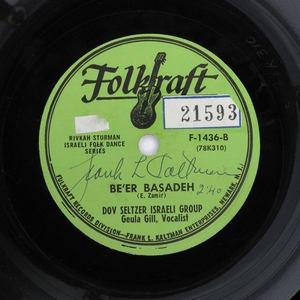 Folkraft
21593
RIVKAH STURMAN
ISRAELI FOLK DANCE
SERIES
F-1436-B
(78K310)
Frank L Kaltman
BE'ER BASADEH 2'40
(E. Zamir)
DOV SELTZER ISRAELI GROUP
Geula Gill, Vocalist
FOLKRAFT RECORDS DIVISION—FRANK L. KALTMAN ENTERPRISES, NEWARK, N.J.